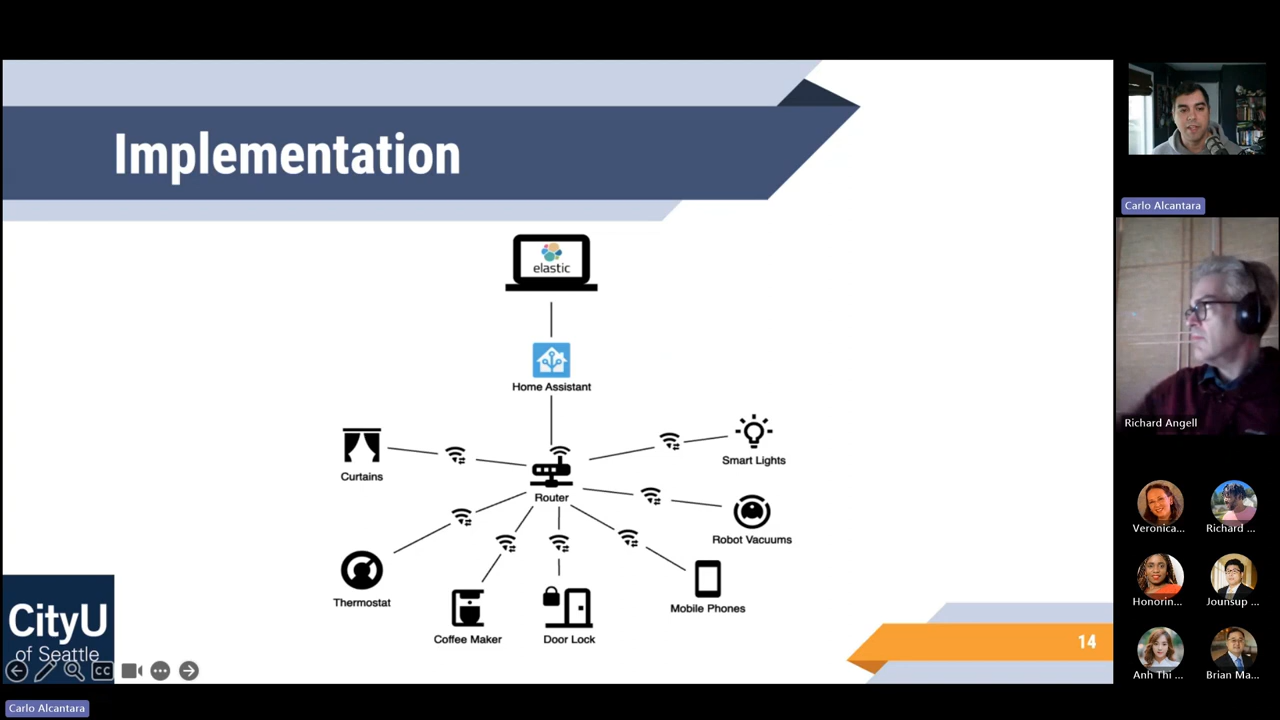 Implementation
elastic
Home Assistant
Curtains
Smart Lights
Router
Robot Vacuums
Thermostat
Mobile Phones
Coffee Maker
Door Lock
CityU
of Seattle
CC
14
Carlo Alcantara
Carlo Alcantara
Richard Angell
Veronica...
Richard ...
Honorin...
Jounsup ...
Anh Thi ...
Brian Ma...